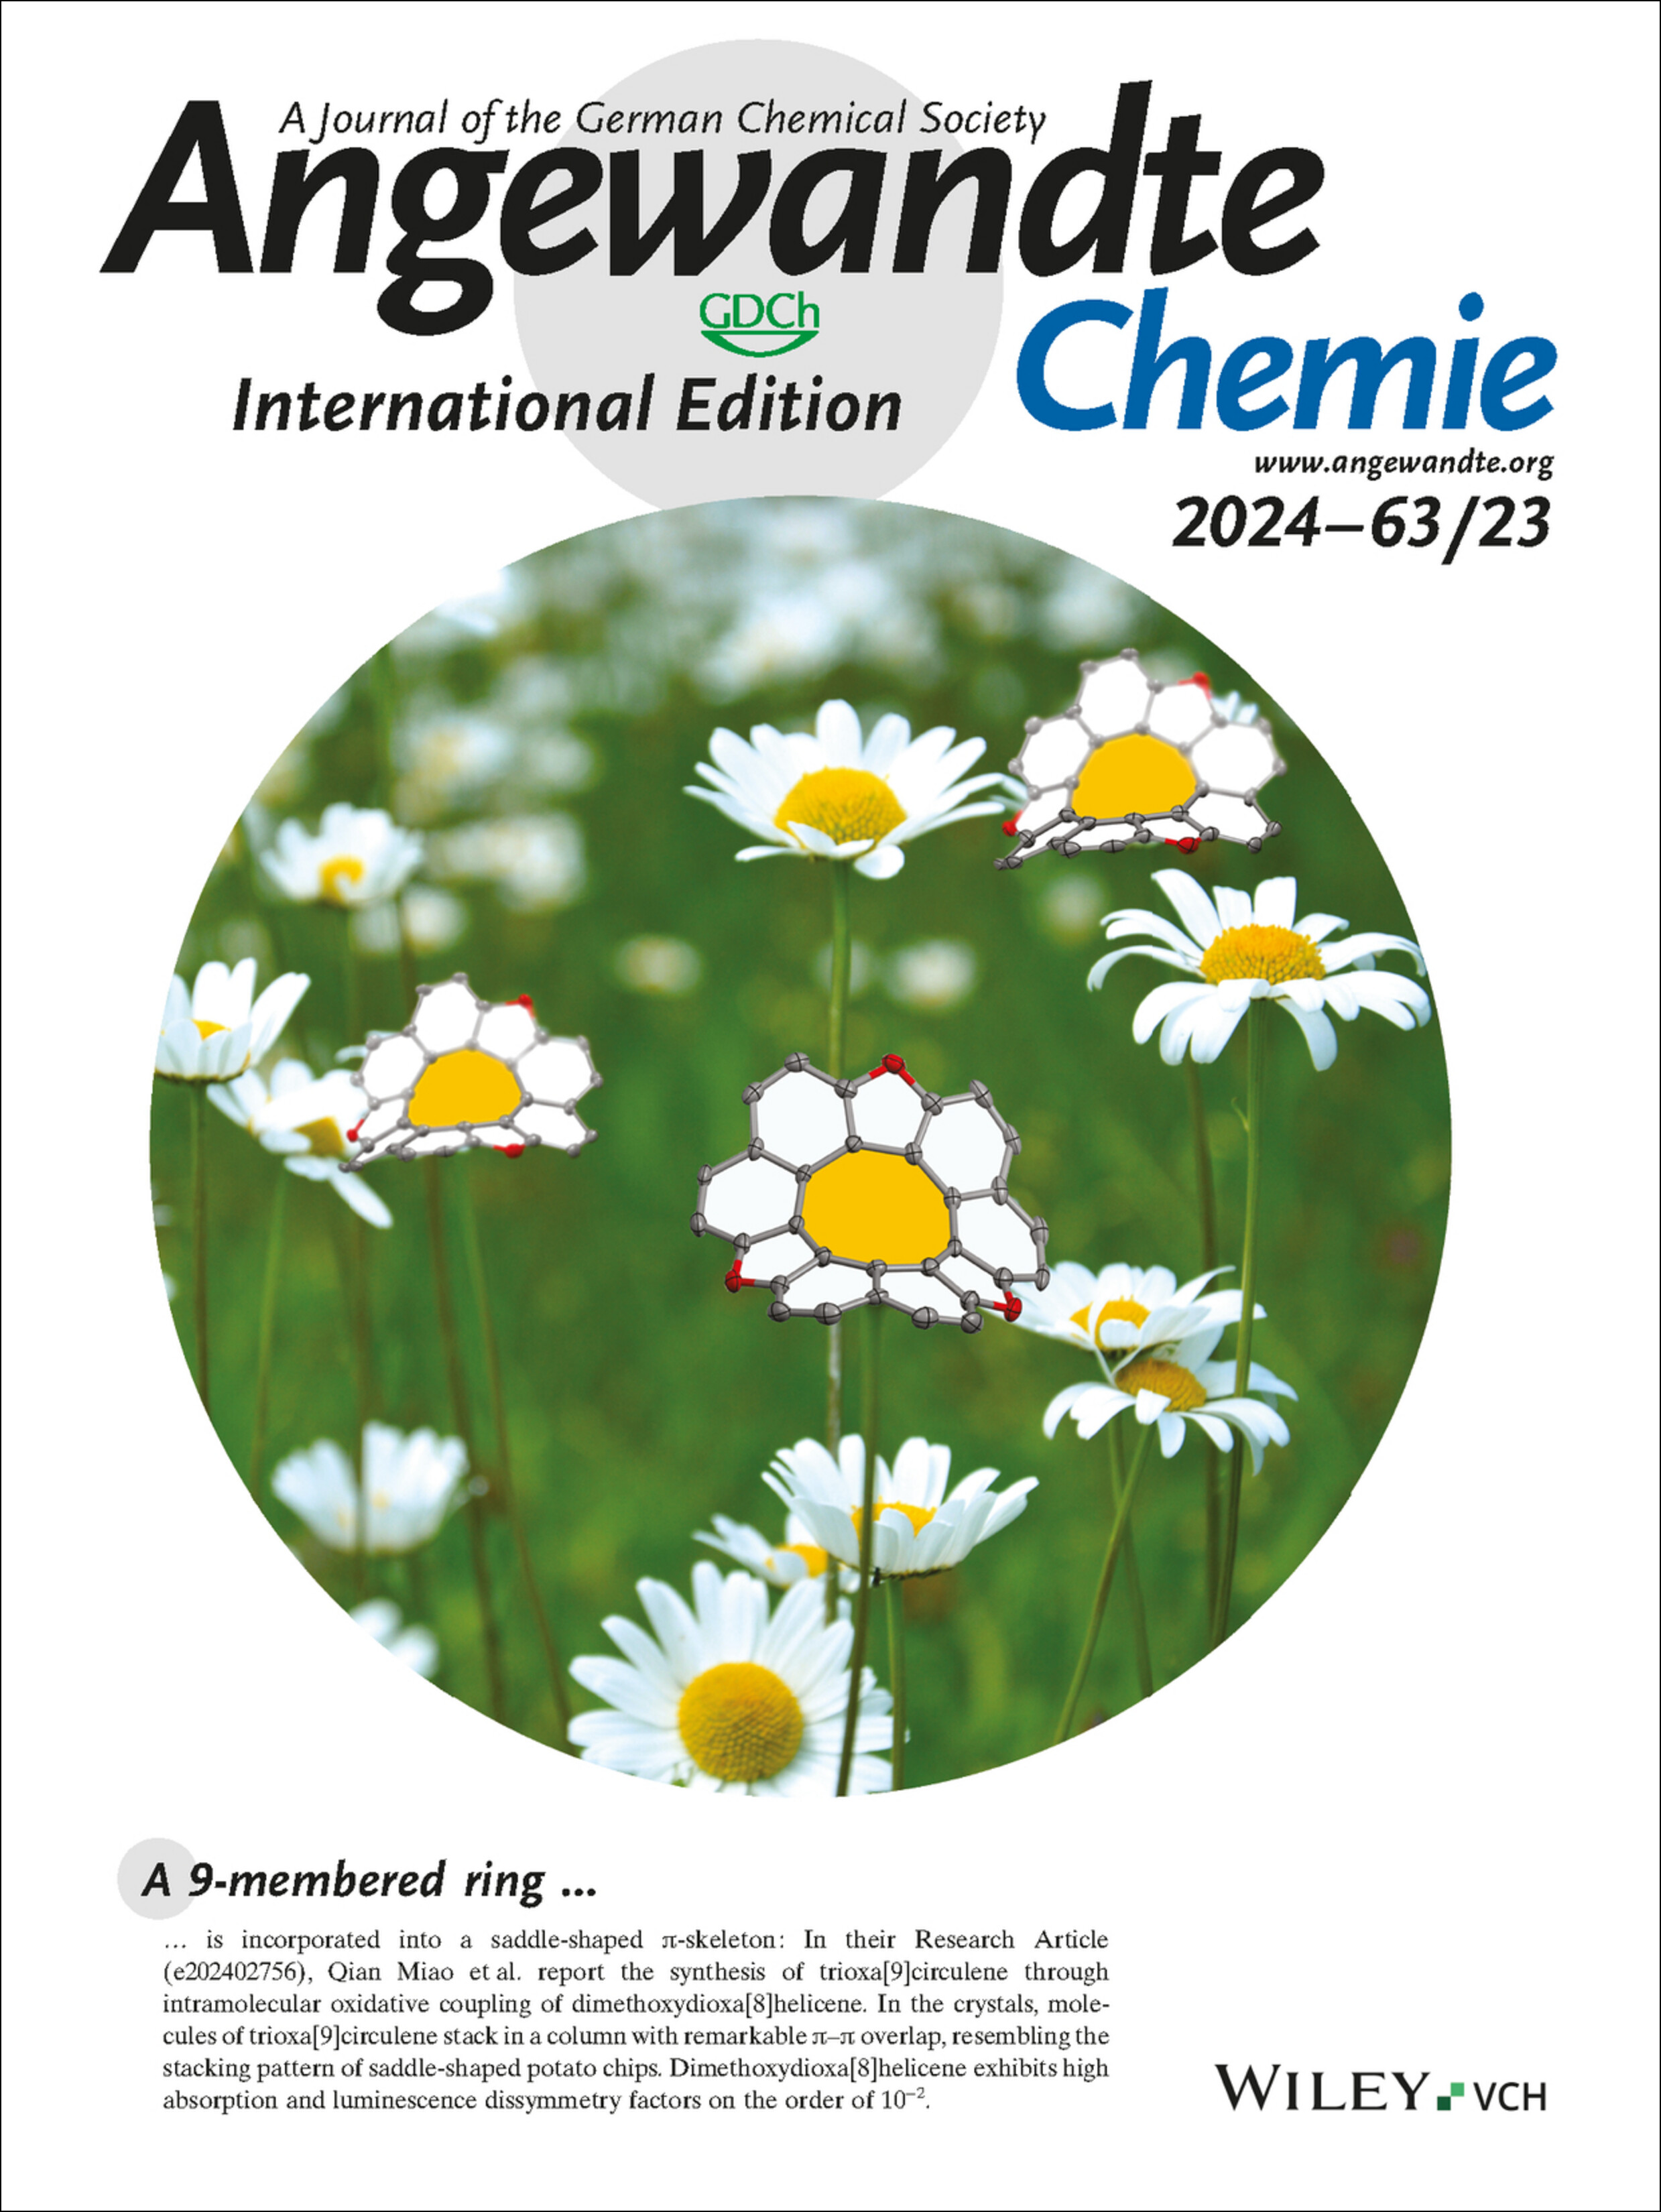 A Journal of the German Chemical Society
Angewandte
GDCh
International Edition
Chemie
www.angewandte.org
2024–63/23
A 9-membered ring ...
... is incorporated into a saddle-shaped π-skeleton: In their Research Article
(e202402756), Qian Miao et al. report the synthesis of trioxa[9]circulene through
intramolecular oxidative coupling of dimethoxydioxa[8]helicene. In the crystals, mole-
cules of trioxa[9]circulene stack in a column with remarkable π–π overlap, resembling the
stacking pattern of saddle-shaped potato chips. Dimethoxydioxa[8]helicene exhibits high
absorption and luminescence dissymmetry factors on the order of 10⁻².
WILEY VCH